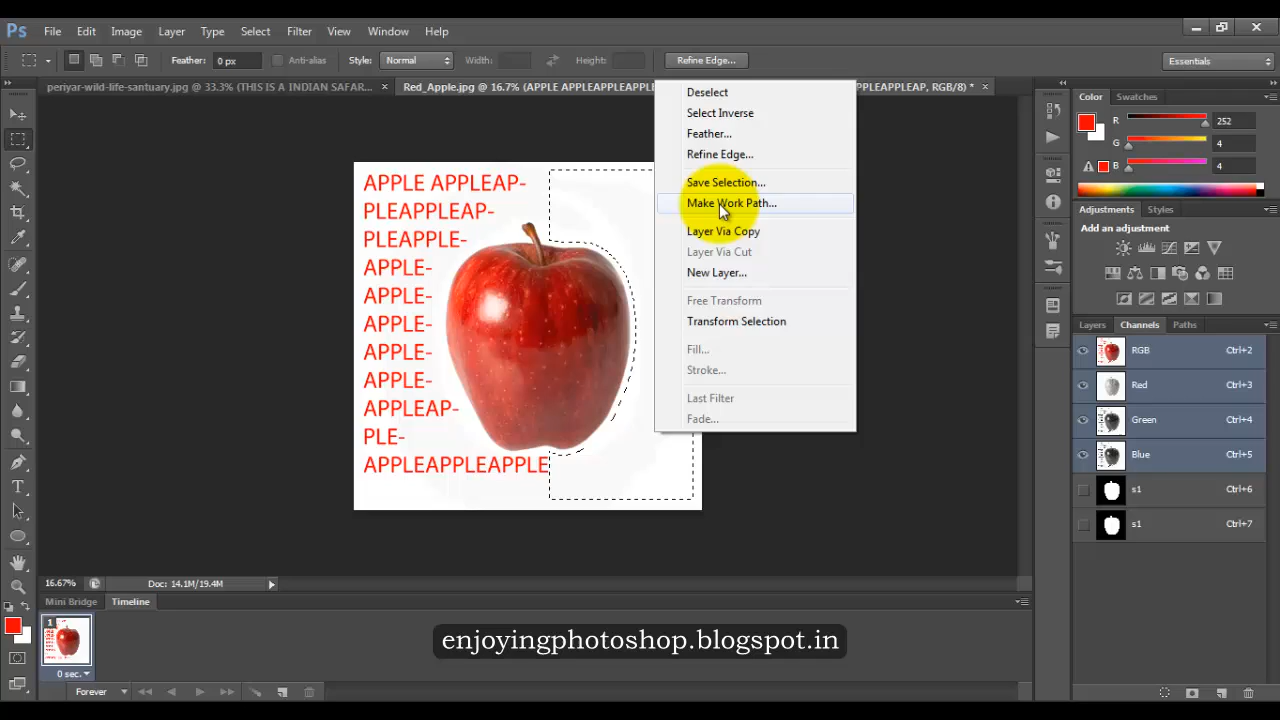 Ps File Edit Image Layer Type Select Filter View Window Help
Feather: 0 px Anti-alias Style: Normal Width: Height: Refine Edge... Essentials
periyar-wild-life-santuary.jpg @ 33.3% (THIS IS A INDIAN SAFAR... × Red_Apple.jpg @ 16.7% (APPLE APPLEAPPLEAPPLE PPLEAPPLEAP, RGB/8) * ×
Deselect
Select Inverse
Feather...
Refine Edge...
Save Selection...
Make Work Path...
Layer Via Copy
Layer Via Cut
New Layer...
Free Transform
Transform Selection
Fill...
Stroke...
Last Filter
Fade...
APPLE APPLEAP-
PLEAPPLEAP-
PLEAPPLE-
APPLE-
APPLE-
APPLE-
APPLE-
APPLE-
APPLEAP-
PLE-
APPLEAPPLEAPPLE
Color Swatches
R 252
G 4
B 4
Adjustments Styles
Add an adjustment
Layers Channels Paths
RGB Ctrl+2
Red Ctrl+3
Green Ctrl+4
Blue Ctrl+5
s1 Ctrl+6
s1 Ctrl+7
16.67% Doc: 14.1M/19.4M
Mini Bridge Timeline
1
0 sec.
Forever
enjoyingphotoshop.blogspot.in